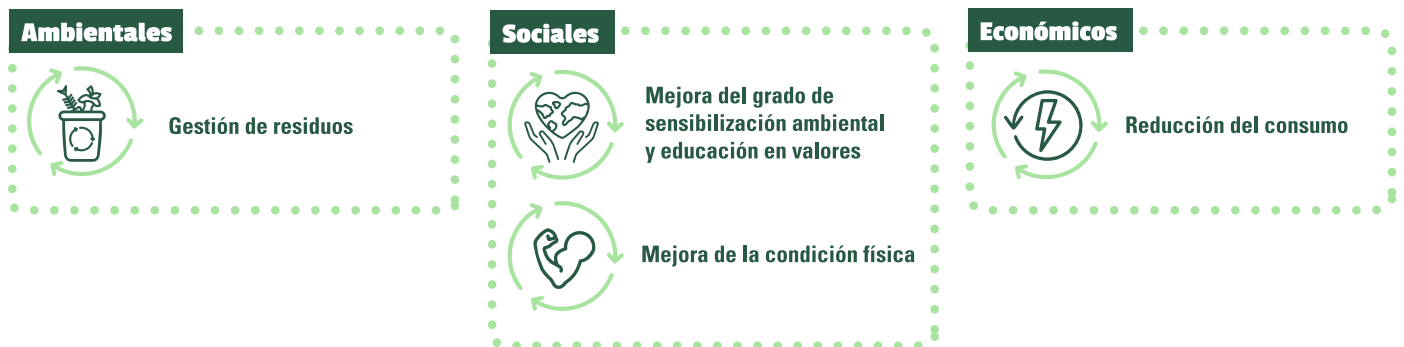 Ambientales
Gestión de residuos
Sociales
Mejora del grado de
sensibilización ambiental
y educación en valores
Mejora de la condición física
Económicos
Reducción del consumo